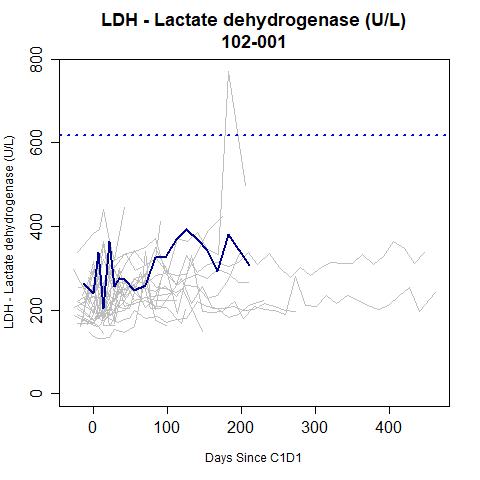 LDH - Lactate dehydrogenase (U/L)
102-001
LDH - Lactate dehydrogenase (U/L)
800
600
400
200
0
0 100 200 300 400
Days Since C1D1